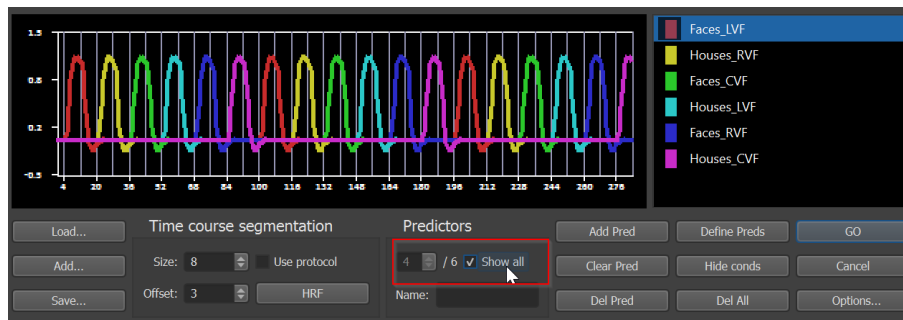 1.5
0.8
0.2
-0.5
4 20 36 52 68 84 100 116 132 148 164 180 196 212 228 244 260 276
Faces_LVF
Houses_RVF
Faces_CVF
Houses_LVF
Faces_RVF
Houses_CVF
Time course segmentation Predictors
Load... Add Pred Define Preds GO
Add... Size: 8 Use protocol 4 / 6 Show all Clear Pred Hide conds Cancel
Save... Offset: 3 HRF Name: Del Pred Del All Options...